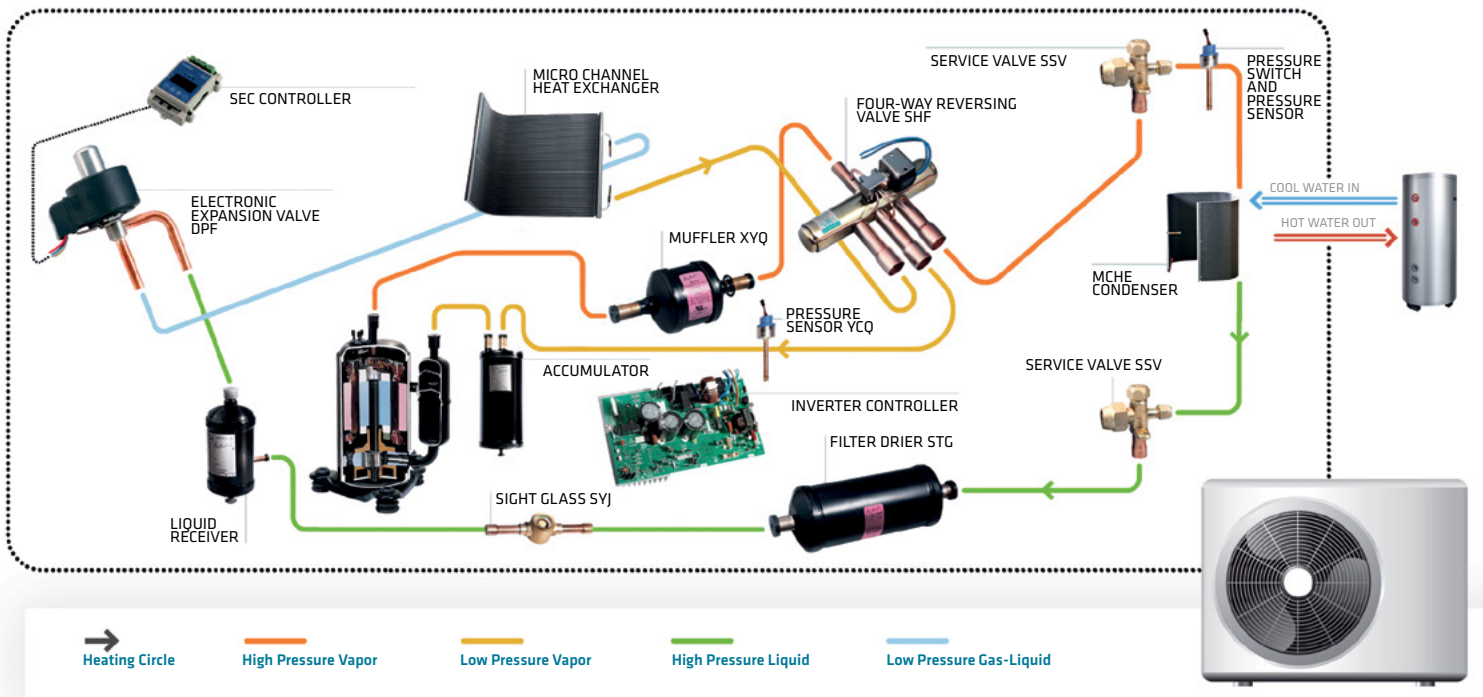 SERVICE VALVE SSV
PRESSURE
SWITCH
AND
PRESSURE
SENSOR
MICRO CHANNEL
HEAT EXCHANGER
SEC CONTROLLER
FOUR-WAY REVERSING
VALVE SHF
ELECTRONIC
EXPANSION VALVE
DPF
COOL WATER IN
HOT WATER OUT
MUFFLER XYQ
MCHE
CONDENSER
PRESSURE
SENSOR YCQ
ACCUMULATOR
SERVICE VALVE SSV
INVERTER CONTROLLER
FILTER DRIER STG
SIGHT GLASS SYJ
LIQUID
RECEIVER
Heating Circle
High Pressure Vapor
Low Pressure Vapor
High Pressure Liquid
Low Pressure Gas-Liquid